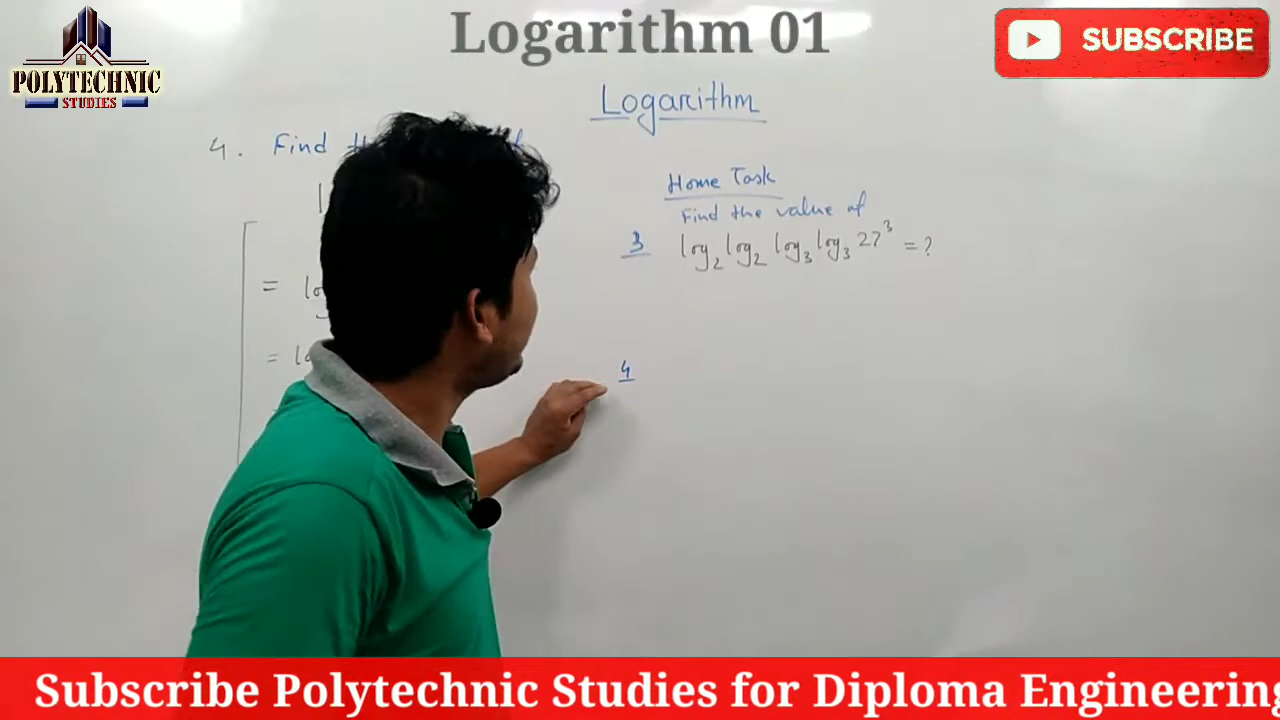 Logarithm 01
SUBSCRIBE
POLYTECHNIC
STUDIES
Logarithm
4. Find
= 
=
Home Task
Find the value of
3 log₂ log₂ log₃ log₃ 27³ = ?
4
Subscribe Polytechnic Studies for Diploma Engineering